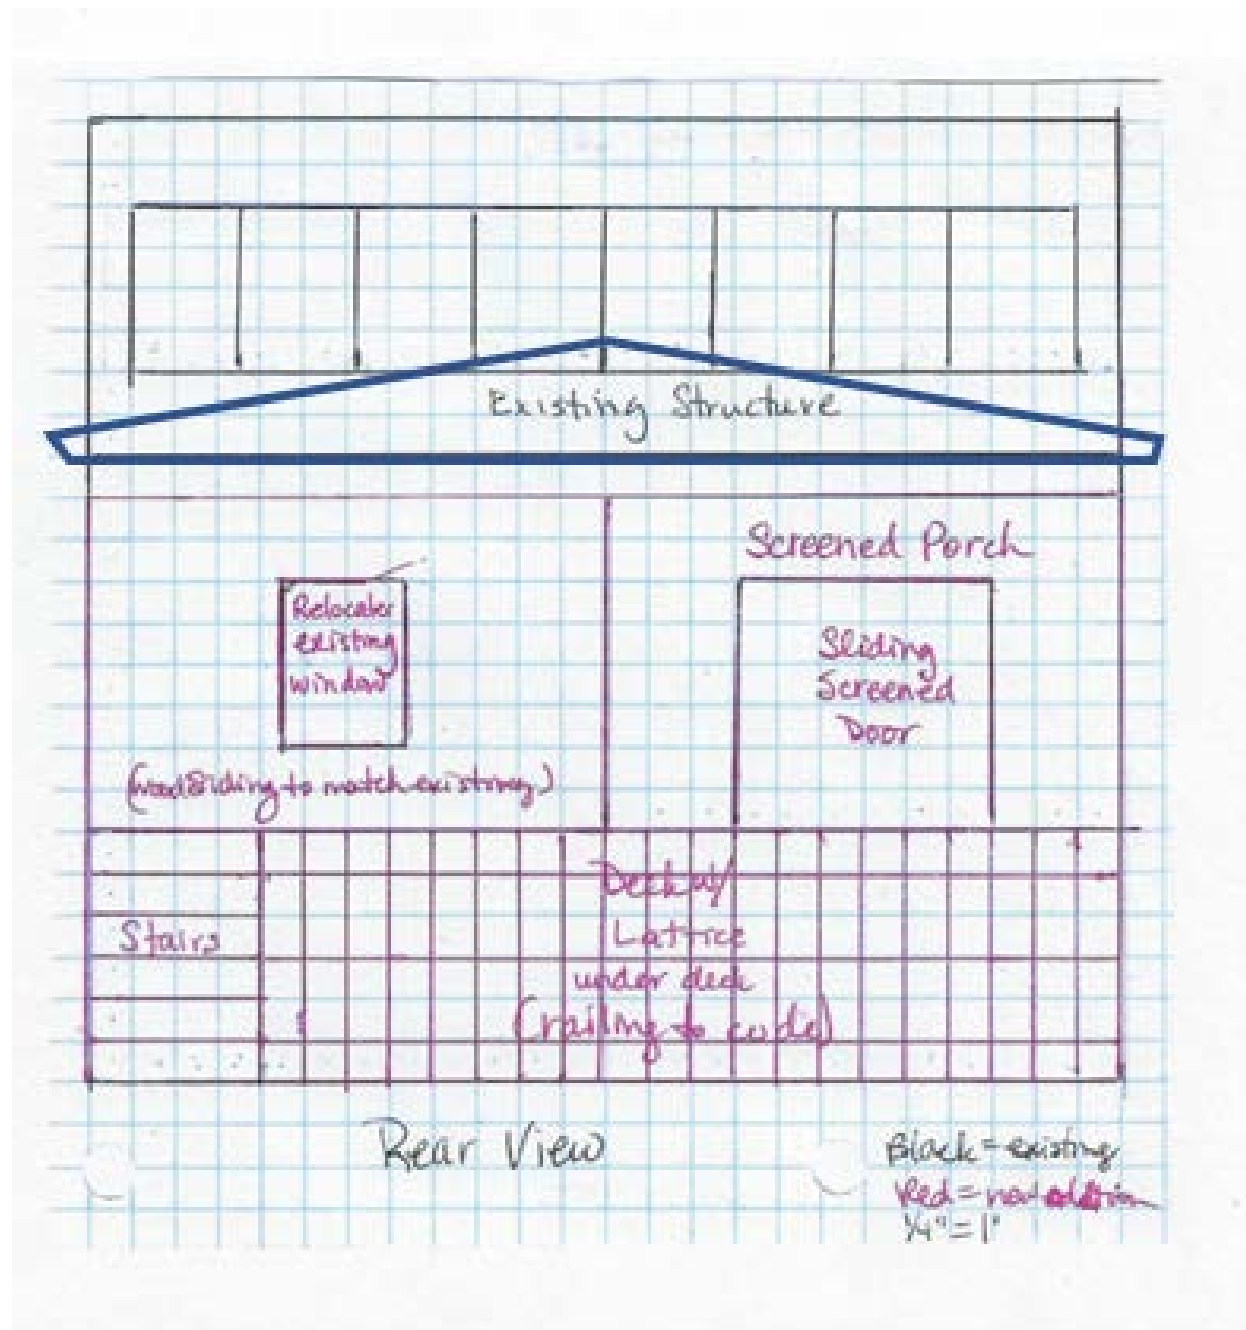 Existing Structure
Screened Porch
Relocate
existing
window
Sliding
Screened
Door
(wood siding to match existing)
Deck w/
Lattice
under deck
(railing to code)
Stairs
Rear View
Black = existing
Red = new addition
1/4" = 1'